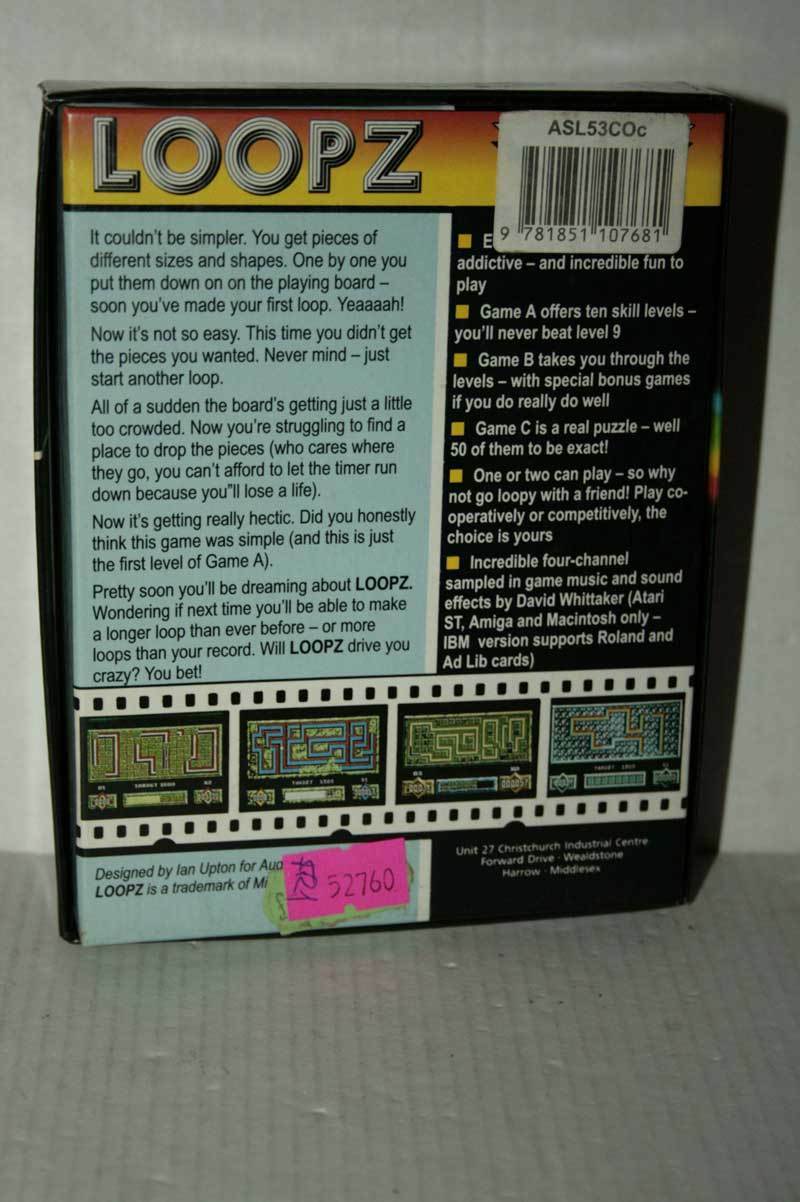 LOOPZ
ASL53COc
9 781851 107681
It couldn't be simpler. You get pieces of
different sizes and shapes. One by one you
put them down on on the playing board –
soon you've made your first loop. Yeaaaah!
Now it's not so easy. This time you didn't get
the pieces you wanted. Never mind – just
start another loop.
All of a sudden the board's getting just a little
too crowded. Now you're struggling to find a
place to drop the pieces (who cares where
they go, you can't afford to let the timer run
down because you"ll lose a life).
Now it's getting really hectic. Did you honestly
think this game was simple (and this is just
the first level of Game A).
Pretty soon you'll be dreaming about LOOPZ.
Wondering if next time you'll be able to make
a longer loop than ever before – or more
loops than your record. Will LOOPZ drive you
crazy? You bet!
E
addictive – and incredible fun to
play
Game A offers ten skill levels –
you'll never beat level 9
Game B takes you through the
levels – with special bonus games
if you do really do well
Game C is a real puzzle – well
50 of them to be exact!
One or two can play – so why
not go loopy with a friend! Play co-
operatively or competitively, the
choice is yours
Incredible four-channel
sampled in game music and sound
effects by David Whittaker (Atari
ST, Amiga and Macintosh only –
IBM version supports Roland and
Ad Lib cards)
Designed by Ian Upton for Aud
LOOPZ is a trademark of Mi
52760
Unit 27 Christchurch Industrial Centre
Forward Drive · Wealdstone
Harrow · Middlesex